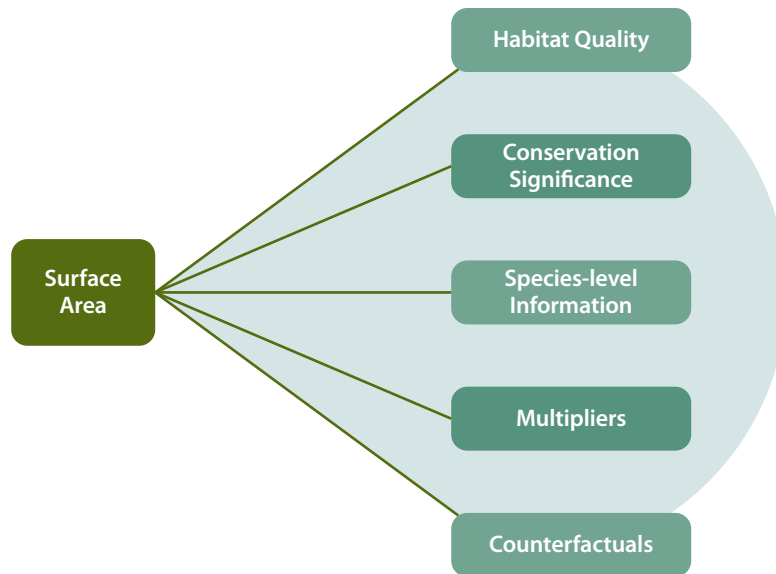 Habitat Quality
Conservation
Significance
Surface
Area
Species-level
Information
Multipliers
Counterfactuals